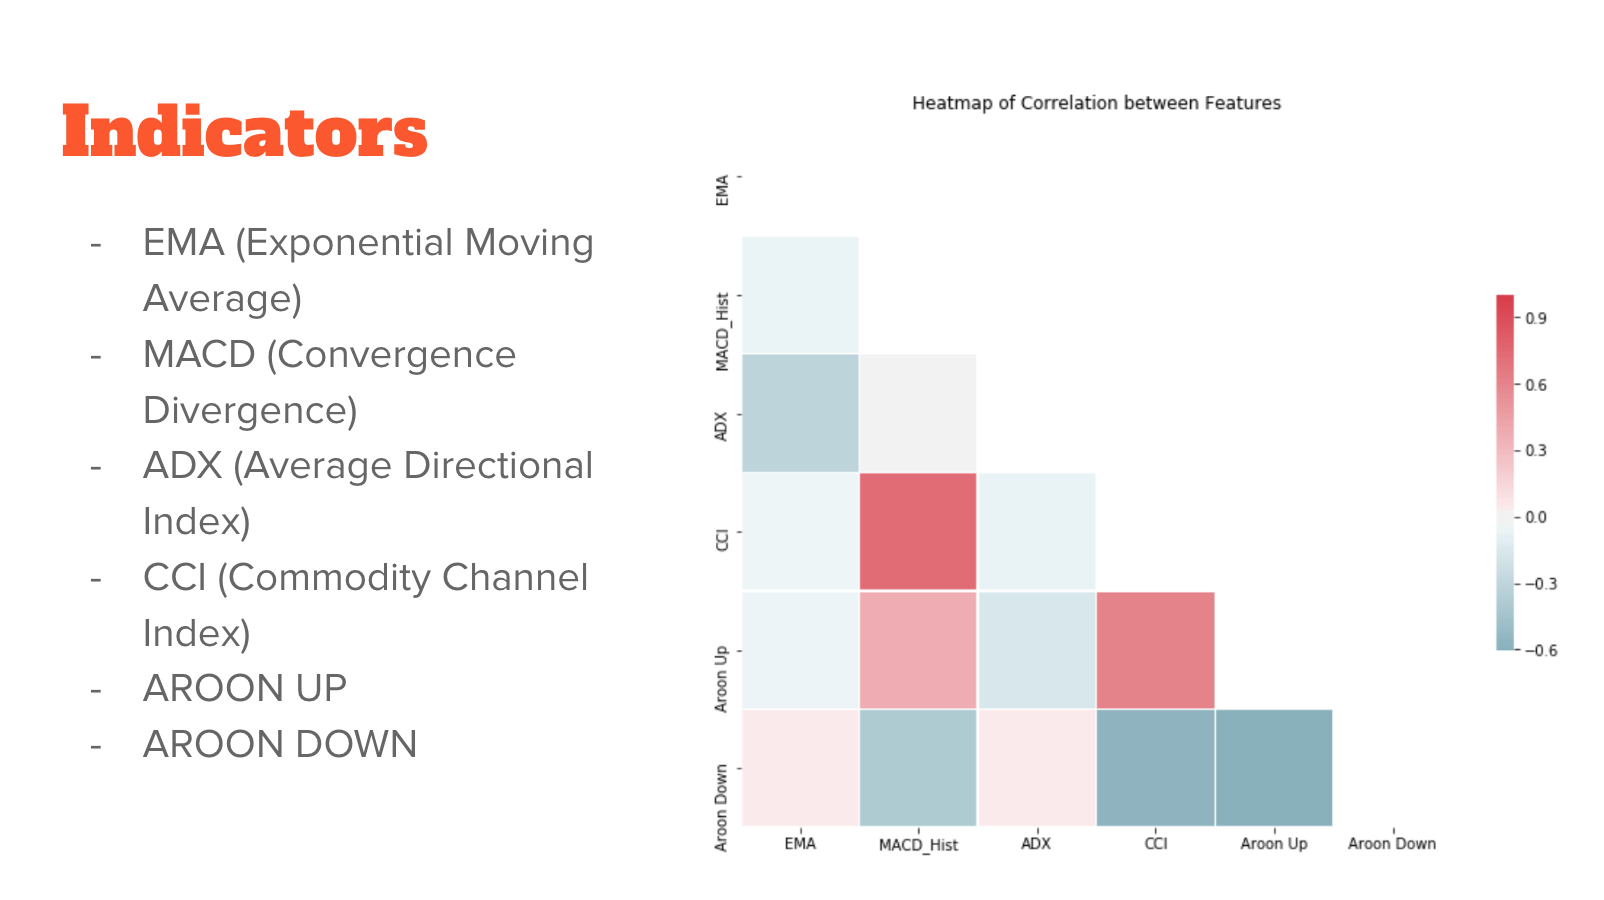 Indicators
- EMA (Exponential Moving
Average)
- MACD (Convergence
Divergence)
- ADX (Average Directional
Index)
- CCI (Commodity Channel
Index)
- AROON UP
- AROON DOWN
Heatmap of Correlation between Features
EMA
MACD_Hist
ADX
CCI
Aroon Up
Aroon Down
EMA MACD_Hist ADX CCI Aroon Up Aroon Down
0.9
0.6
0.3
0.0
−0.3
−0.6